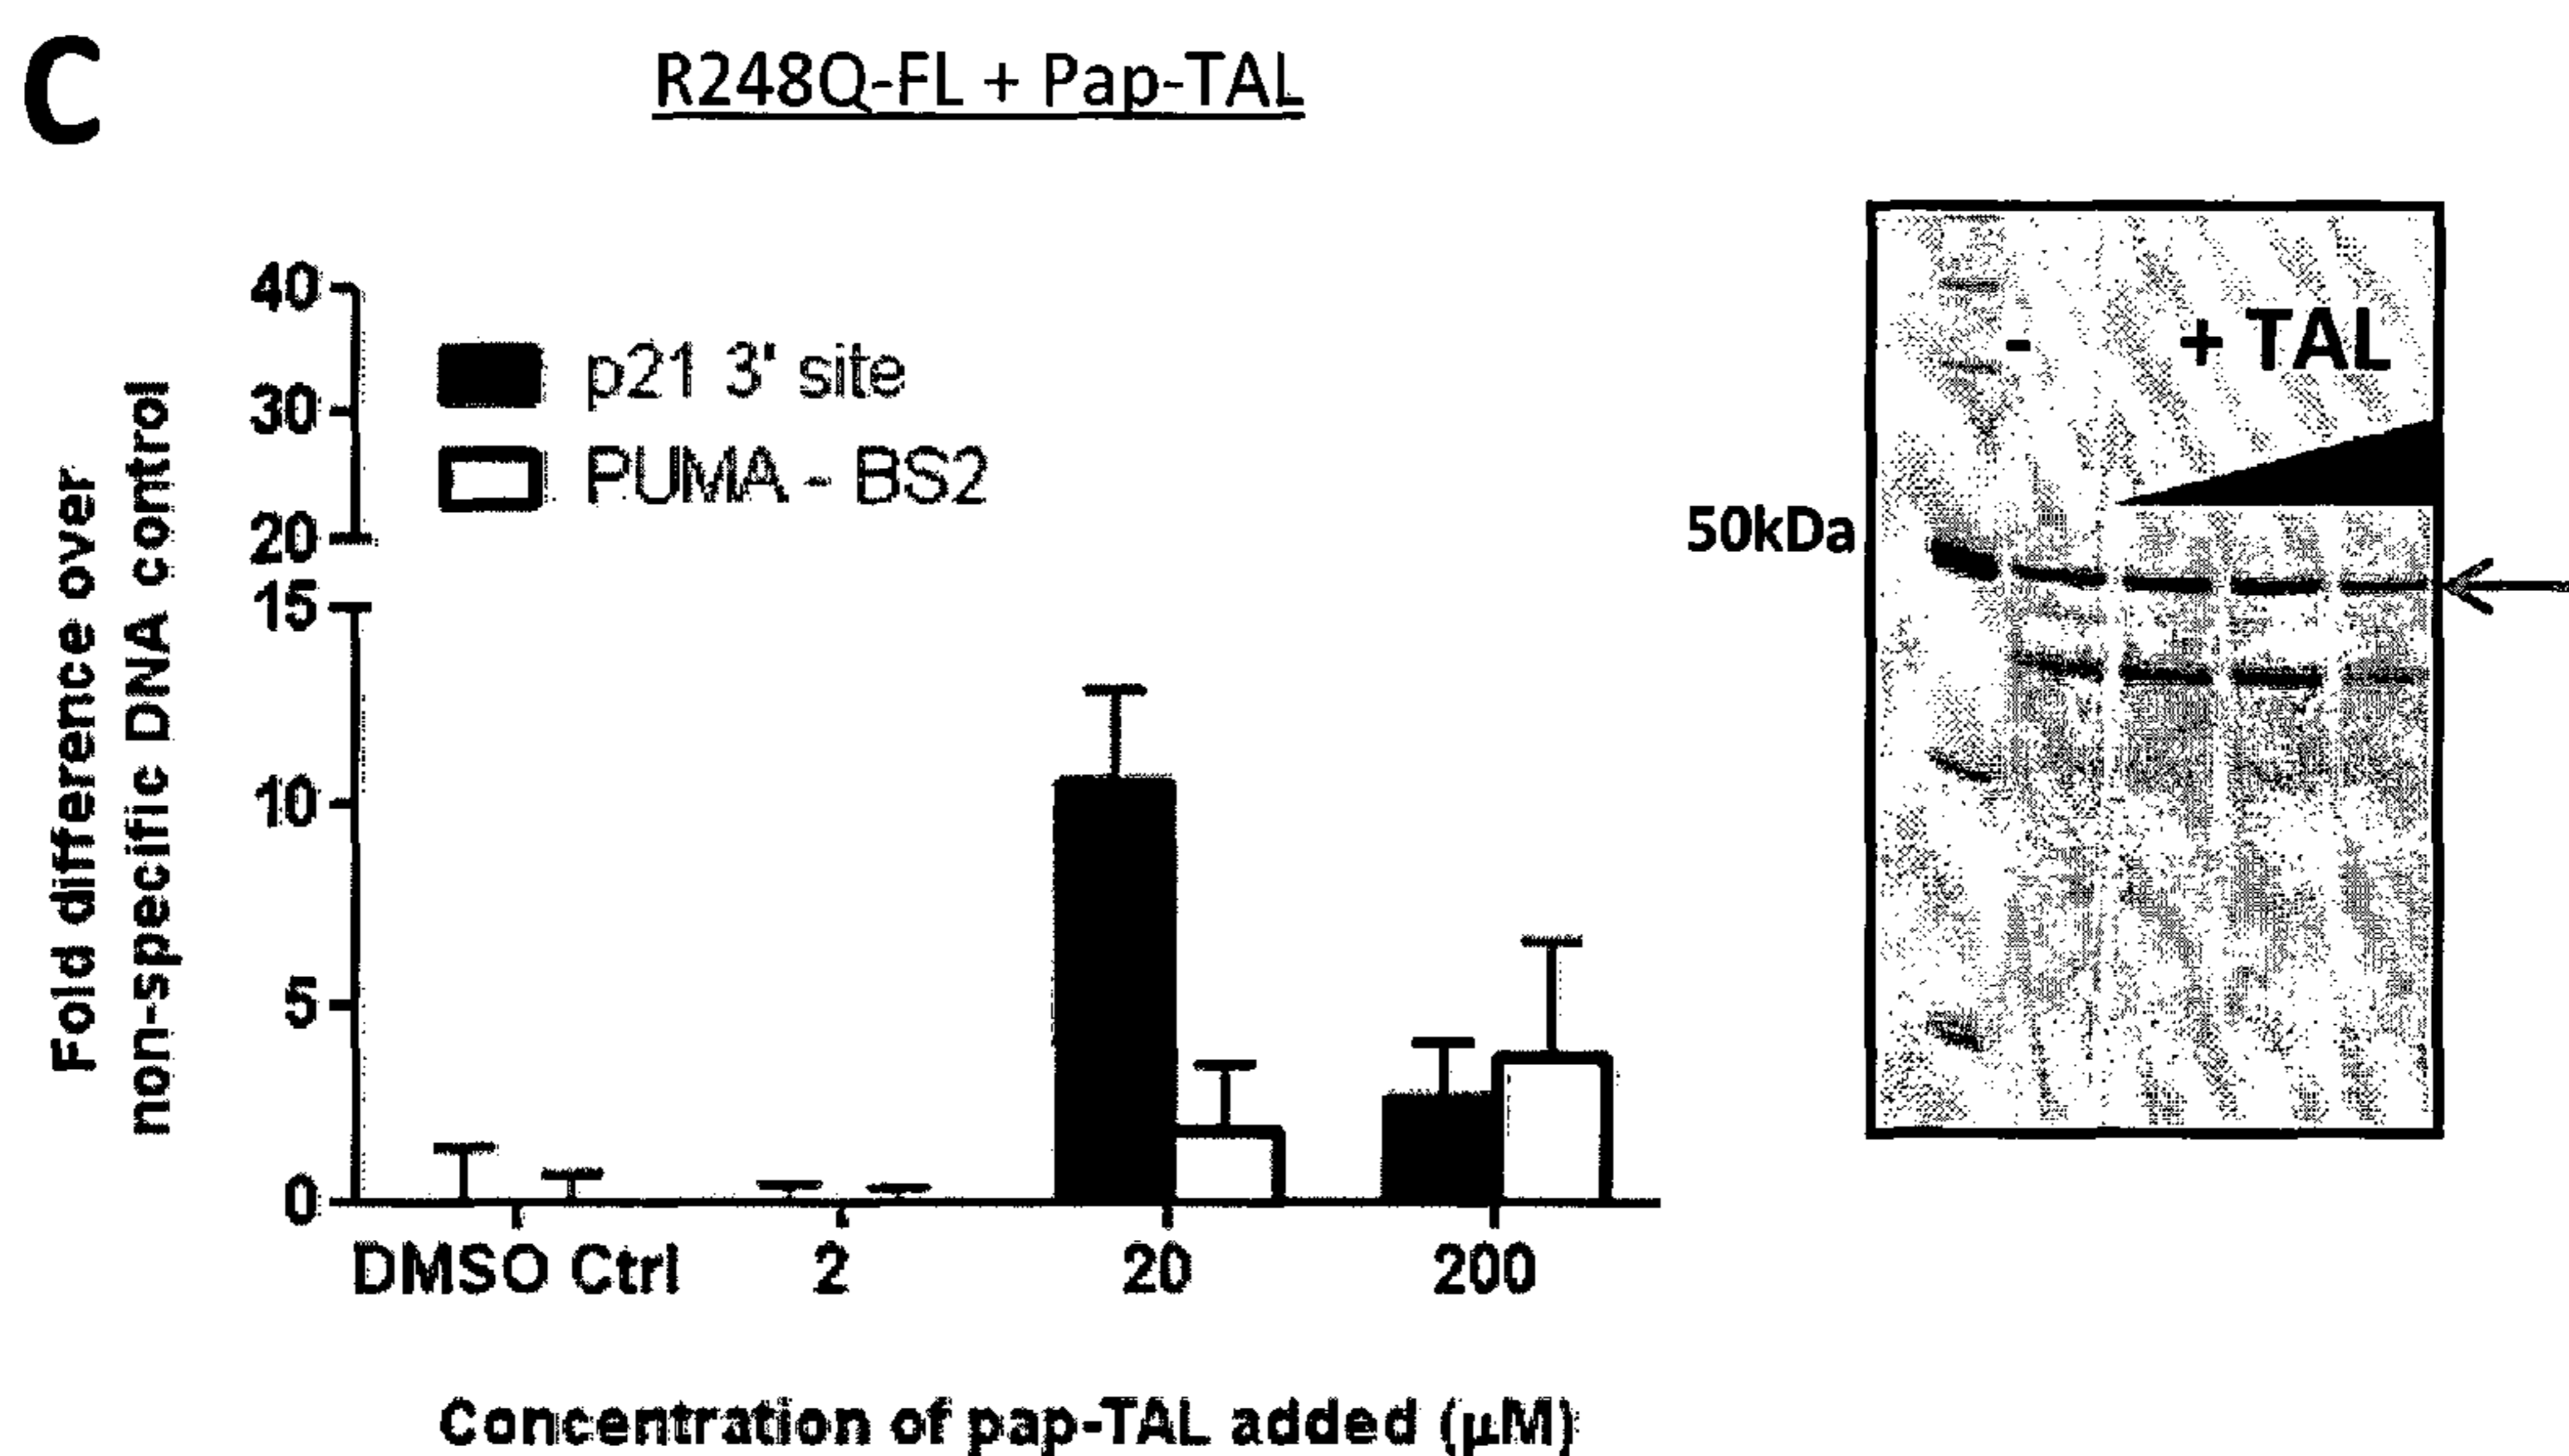 C
R248Q-FL + Pap-TAL
Fold difference over
non-specific DNA control
40
30
20
15
10
5
0
p21 3' site
PUMA - BS2
DMSO Ctrl 2 20 200
Concentration of pap-TAL added (μM)
- + TAL
50kDa